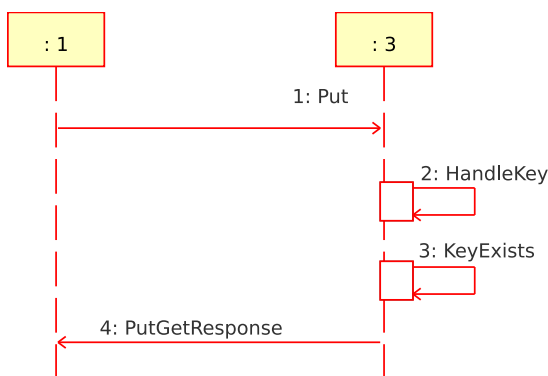 : 1
: 3
1: Put
2: HandleKey
3: KeyExists
4: PutGetResponse